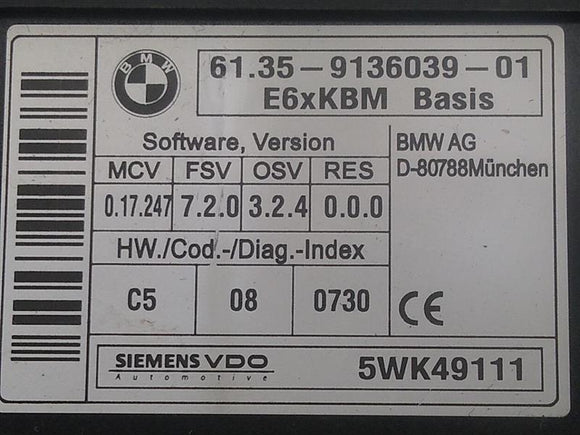 BMW
61.35-9136039-01
E6xKBM Basis
Software, Version
MCV FSV OSV RES
0.17.247 7.2.0 3.2.4 0.0.0
BMW AG
D-80788München
HW./Cod.-/Diag.-Index
C5 08 0730
CE
SIEMENS VDO
Automotive
5WK49111